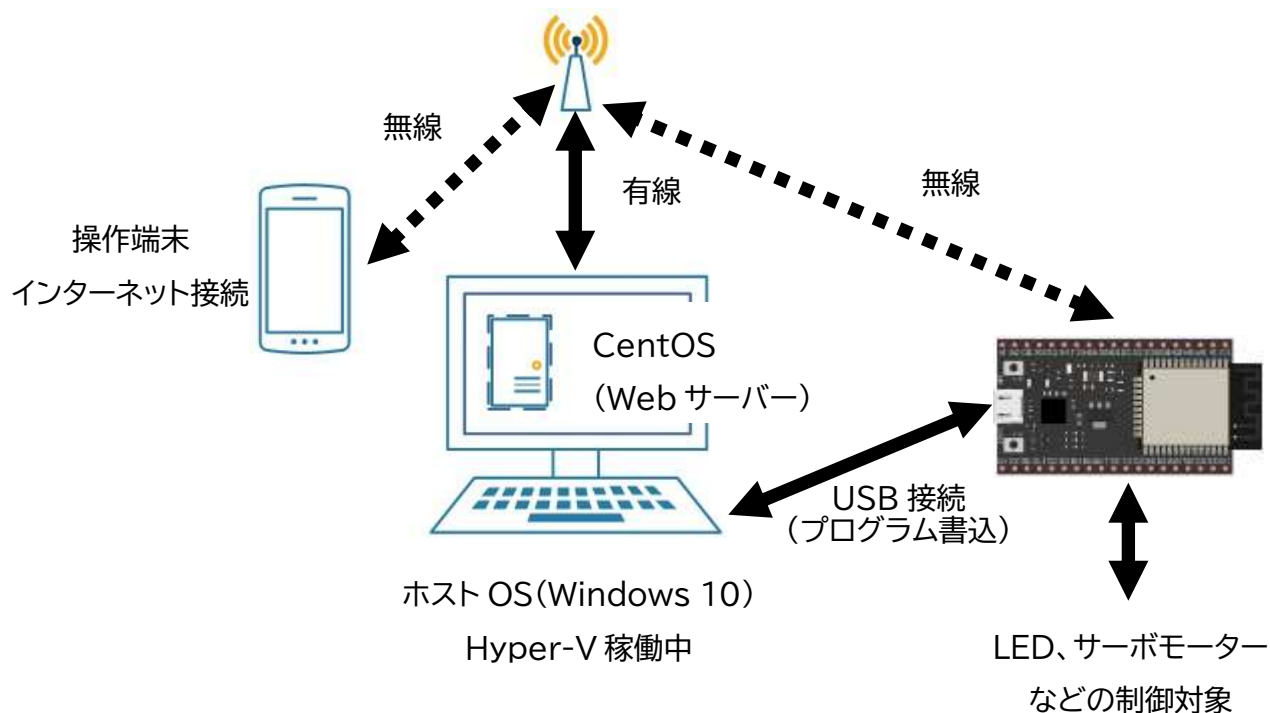 無線
有線
無線
操作端末
インターネット接続
CentOS
(Web サーバー)
USB 接続
(プログラム書込)
ホスト OS(Windows 10)
Hyper-V 稼働中
LED、サーボモーター
などの制御対象